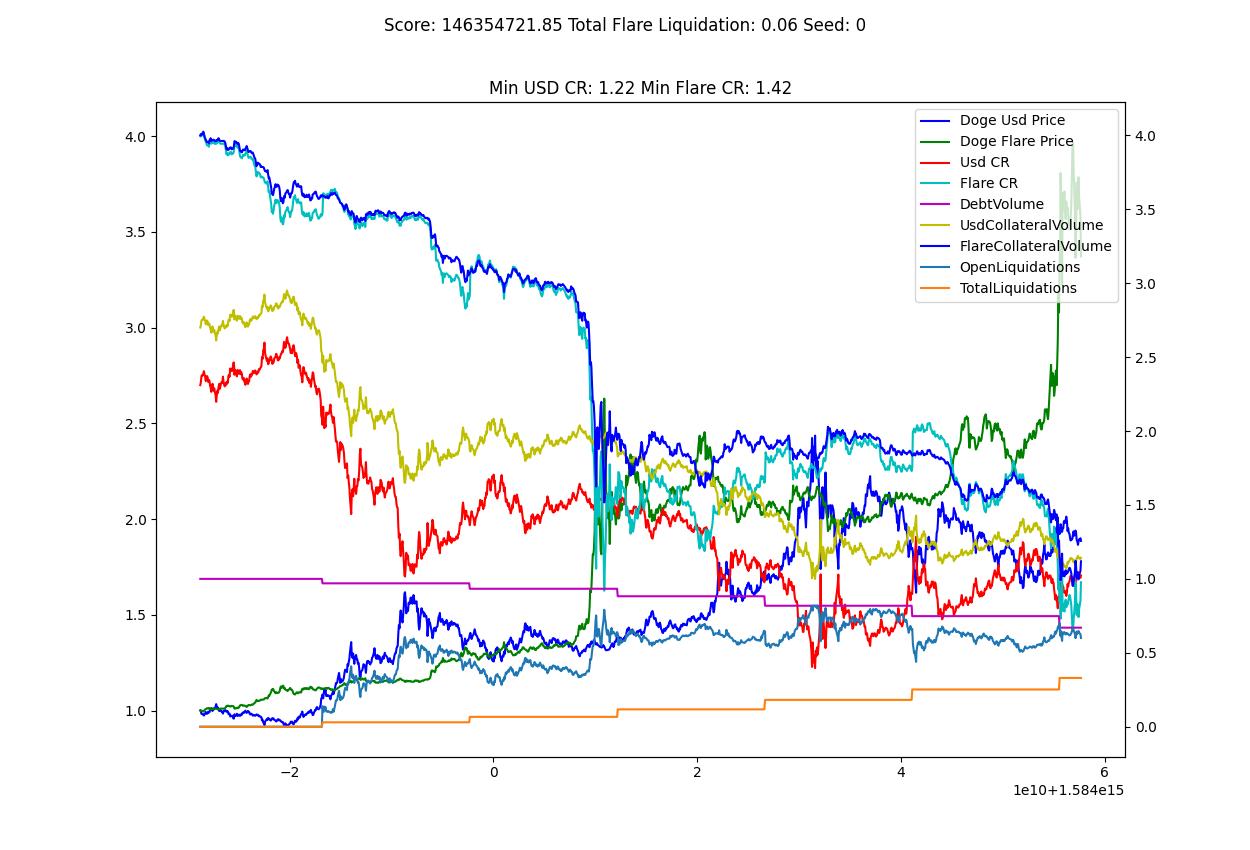 Score: 146354721.85 Total Flare Liquidation: 0.06 Seed: 0
Min USD CR: 1.22 Min Flare CR: 1.42
Doge Usd Price
Doge Flare Price
Usd CR
Flare CR
DebtVolume
UsdCollateralVolume
FlareCollateralVolume
OpenLiquidations
TotalLiquidations
4.0
3.5
3.0
2.5
2.0
1.5
1.0
4.0
3.5
3.0
2.5
2.0
1.5
1.0
0.5
0.0
−2
0
2
4
6
1e10+1.584e15